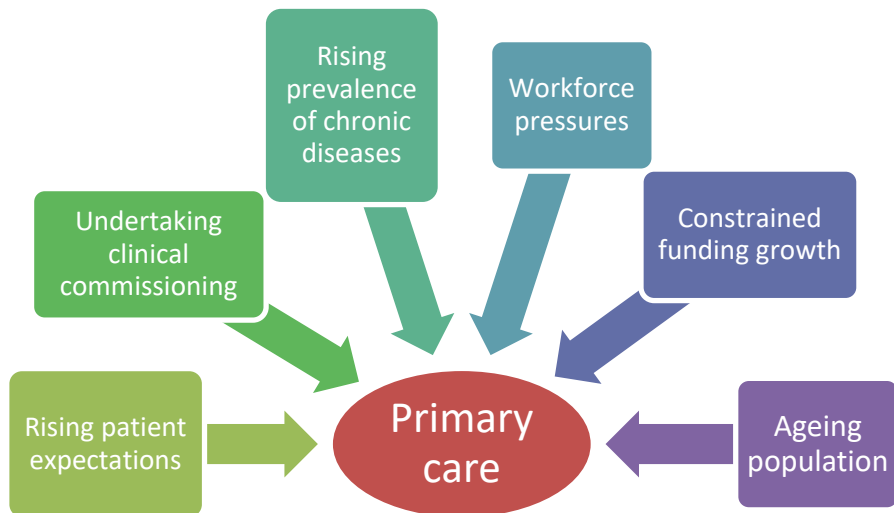 Rising
prevalence
of chronic
diseases
Workforce
pressures
Undertaking
clinical
commissioning
Constrained
funding growth
Rising patient
expectations
Primary
care
Ageing
population